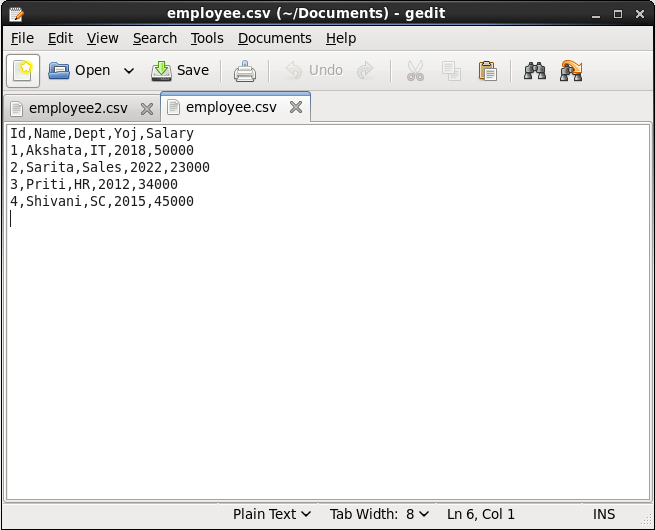 employee.csv (~/Documents) - gedit
File Edit View Search Tools Documents Help
Open Save Undo
employee2.csv employee.csv
Id,Name,Dept,Yoj,Salary
1,Akshata,IT,2018,50000
2,Sarita,Sales,2022,23000
3,Priti,HR,2012,34000
4,Shivani,SC,2015,45000
Plain Text Tab Width: 8 Ln 6, Col 1 INS